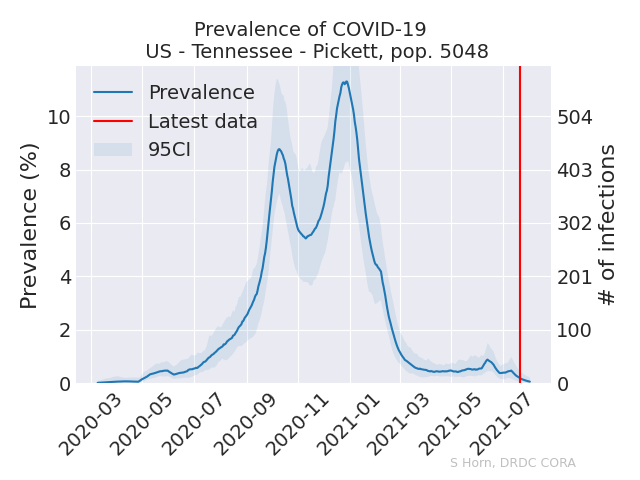 Prevalence of COVID-19
US - Tennessee - Pickett, pop. 5048
Prevalence
Latest data
95CI
Prevalence (%)
10
8
6
4
2
0
504
403
302
201
100
0
# of infections
2020-03
2020-05
2020-07
2020-09
2020-11
2021-01
2021-03
2021-05
2021-07
S Horn, DRDC CORA